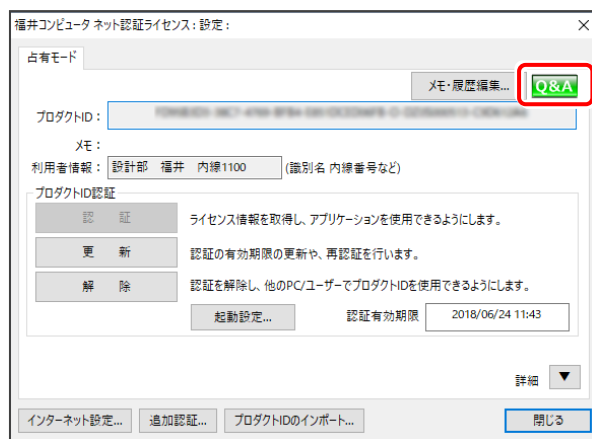 福井コンピュータ ネット認証ライセンス：設定：
占有モード
メモ・履歴編集... Q&A
プロダクトID：
メモ：
利用者情報： 設計部 福井 内線1100 (識別名 内線番号など)
プロダクトID認証
認 証 ライセンス情報を取得し、アプリケーションを使用できるようにします。
更 新 認証の有効期限の更新や、再認証を行います。
解 除 認証を解除し、他のPC/ユーザーでプロダクトIDを使用できるようにします。
起動設定... 認証有効期限 2018/06/24 11:43
詳細 ▼
インターネット設定... 追加認証... プロダクトIDのインポート... 閉じる